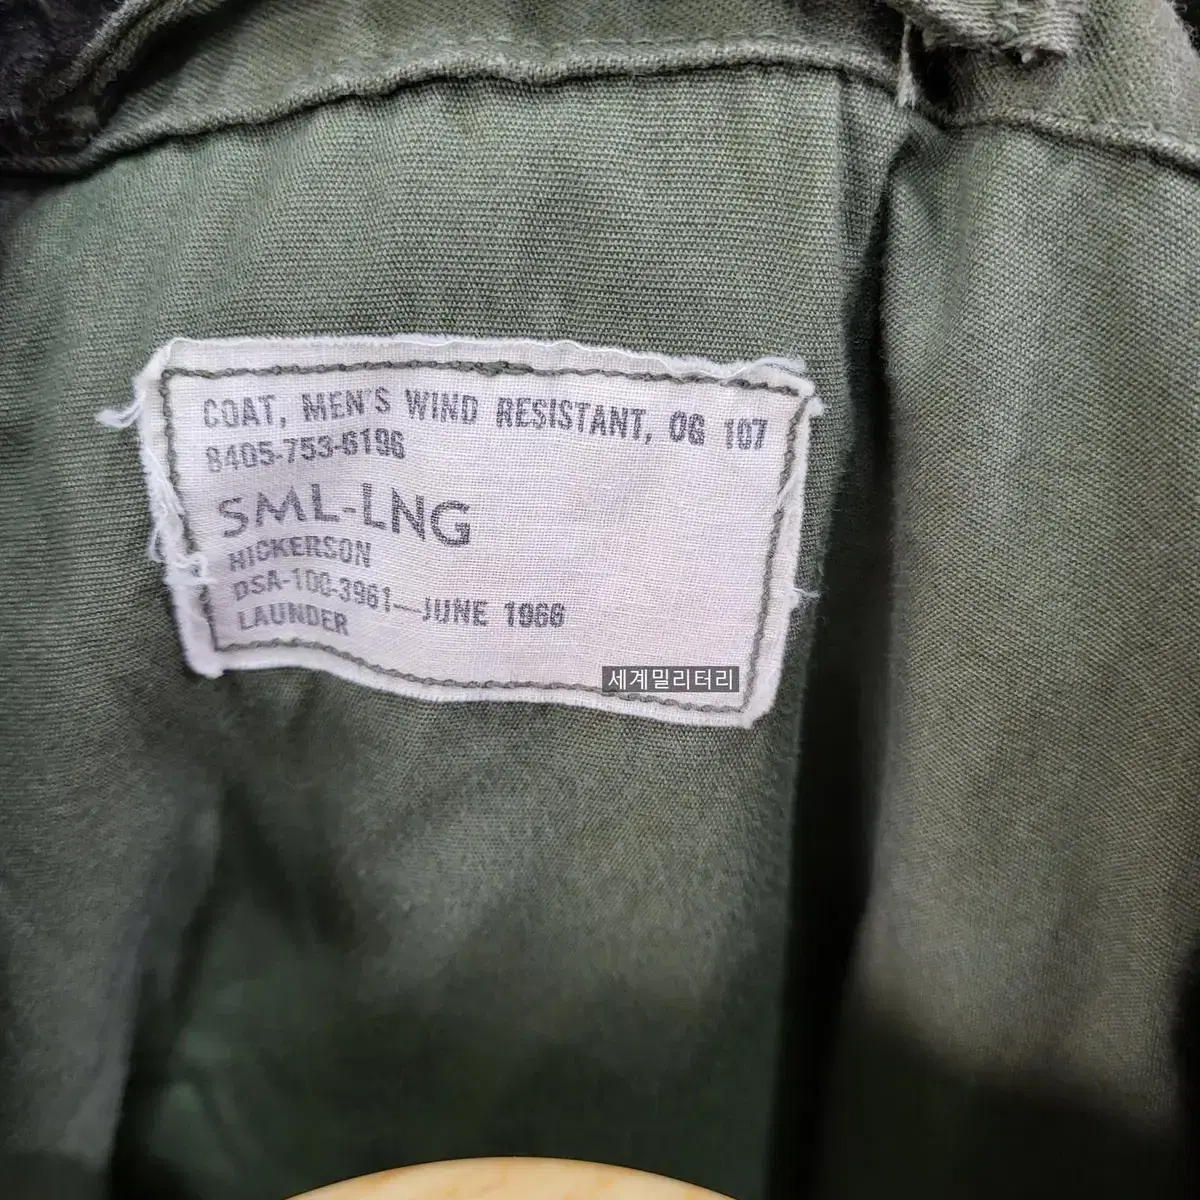 COAT, MEN'S WIND RESISTANT, OG 107
8405-753-6196
SML-LNG
HICKERSON
DSA-100-3961—JUNE 1966
LAUNDER
세계밀리터리